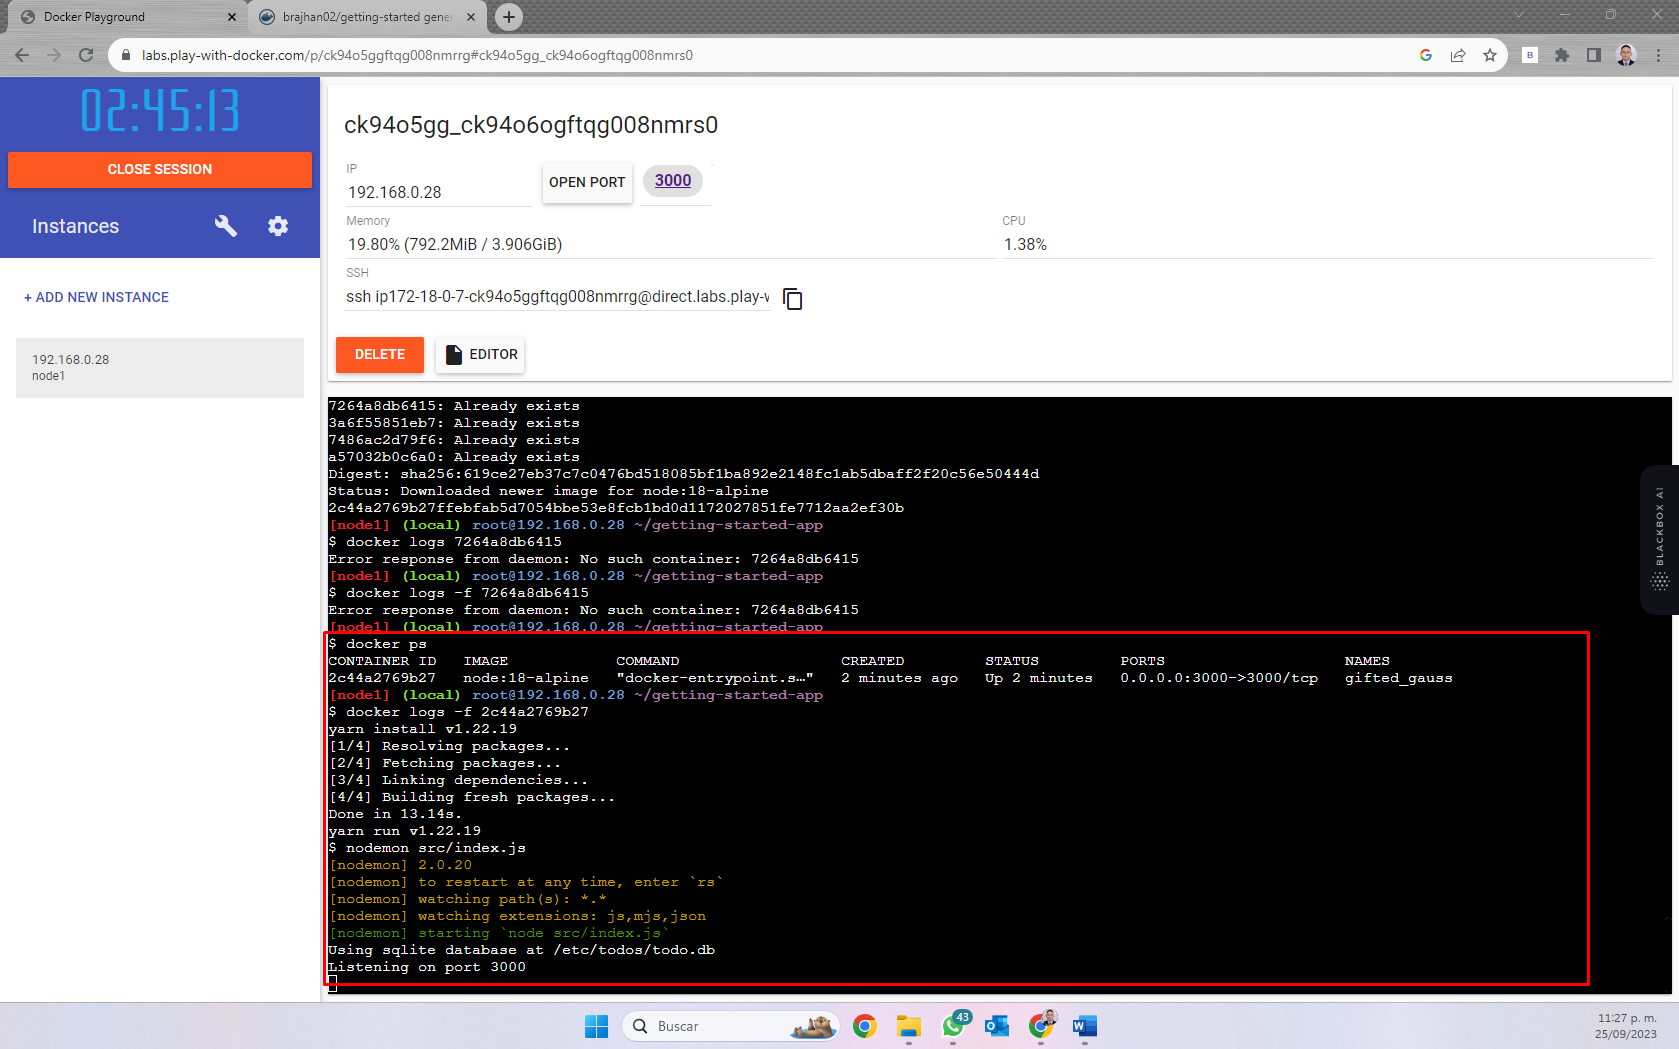 Docker Playground
brajhan02/getting-started gene
labs.play-with-docker.com/p/ck94o5ggftqg008nmrrg#ck94o5gg_ck94o6ogftqg008nmrs0
02:45:13
CLOSE SESSION
Instances
+ ADD NEW INSTANCE
192.168.0.28
node1
ck94o5gg_ck94o6ogftqg008nmrs0
IP
192.168.0.28
OPEN PORT
3000
Memory
19.80% (792.2MiB / 3.906GiB)
CPU
1.38%
SSH
ssh ip172-18-0-7-ck94o5ggftqg008nmrrg@direct.labs.play-w
DELETE
EDITOR
7264a8db6415: Already exists
3a6f55851eb7: Already exists
7486ac2d79f6: Already exists
a57032b0c6a0: Already exists
Digest: sha256:619ce27eb37c7c0476bd518085bf1ba892e2148fc1ab5dbaff2f20c56e50444d
Status: Downloaded newer image for node:18-alpine
2c44a2769b27ffebfab5d7054bbe53e8fcb1bd0d1172027851fe7712aa2ef30b
[node1] (local) root@192.168.0.28 ~/getting-started-app
$ docker logs 7264a8db6415
Error response from daemon: No such container: 7264a8db6415
[node1] (local) root@192.168.0.28 ~/getting-started-app
$ docker logs -f 7264a8db6415
Error response from daemon: No such container: 7264a8db6415
[node1] (local) root@192.168.0.28 ~/getting-started-app
$ docker ps
CONTAINER ID   IMAGE            COMMAND                  CREATED         STATUS         PORTS                    NAMES
2c44a2769b27   node:18-alpine   "docker-entrypoint.s…"   2 minutes ago   Up 2 minutes   0.0.0.0:3000->3000/tcp   gifted_gauss
[node1] (local) root@192.168.0.28 ~/getting-started-app
$ docker logs -f 2c44a2769b27
yarn install v1.22.19
[1/4] Resolving packages...
[2/4] Fetching packages...
[3/4] Linking dependencies...
[4/4] Building fresh packages...
Done in 13.14s.
yarn run v1.22.19
$ nodemon src/index.js
[nodemon] 2.0.20
[nodemon] to restart at any time, enter `rs`
[nodemon] watching path(s): *.*
[nodemon] watching extensions: js,mjs,json
[nodemon] starting `node src/index.js`
Using sqlite database at /etc/todos/todo.db
Listening on port 3000
BLACKBOX AI
Buscar
43
11:27 p. m.
25/09/2023